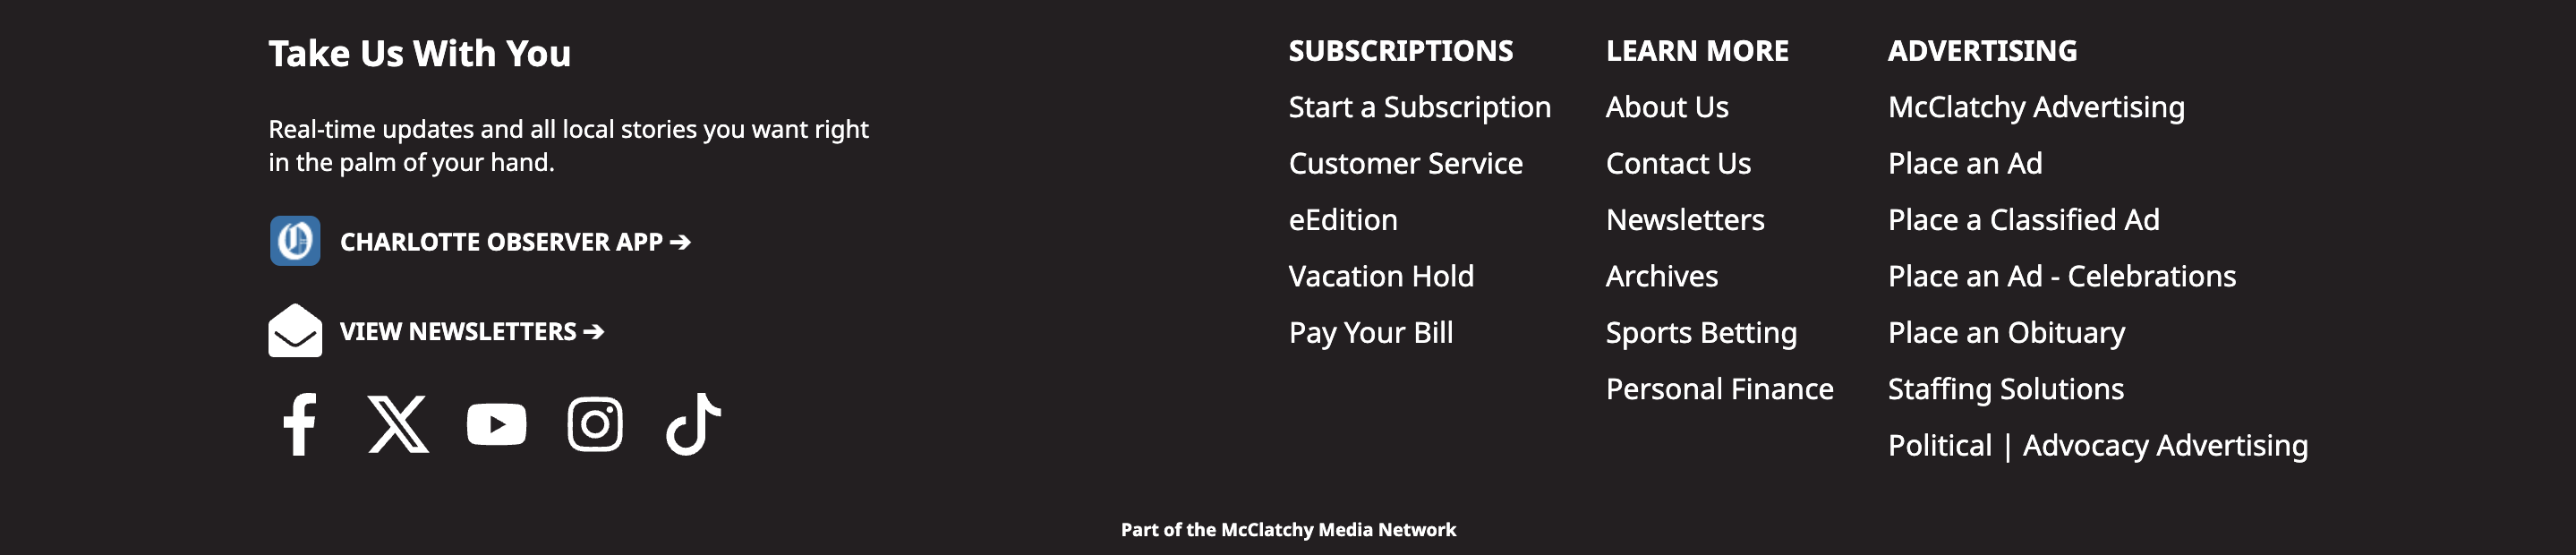 Take Us With You
Real-time updates and all local stories you want right
in the palm of your hand.
CHARLOTTE OBSERVER APP ➔
VIEW NEWSLETTERS ➔
SUBSCRIPTIONS
Start a Subscription
Customer Service
eEdition
Vacation Hold
Pay Your Bill
LEARN MORE
About Us
Contact Us
Newsletters
Archives
Sports Betting
Personal Finance
ADVERTISING
McClatchy Advertising
Place an Ad
Place a Classified Ad
Place an Ad - Celebrations
Place an Obituary
Staffing Solutions
Political | Advocacy Advertising
Part of the McClatchy Media Network